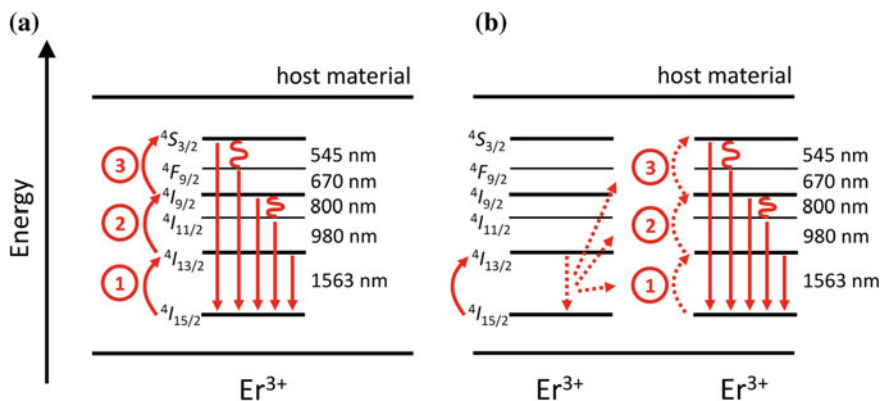 (a)
host material
Energy
⁴S₃/₂
⁴F₉/₂
⁴I₉/₂
⁴I₁₁/₂
⁴I₁₃/₂
⁴I₁₅/₂
3
2
1
545 nm
670 nm
800 nm
980 nm
1563 nm
Er³⁺
(b)
host material
⁴S₃/₂
⁴F₉/₂
⁴I₉/₂
⁴I₁₁/₂
⁴I₁₃/₂
⁴I₁₅/₂
3
2
1
545 nm
670 nm
800 nm
980 nm
1563 nm
Er³⁺
Er³⁺